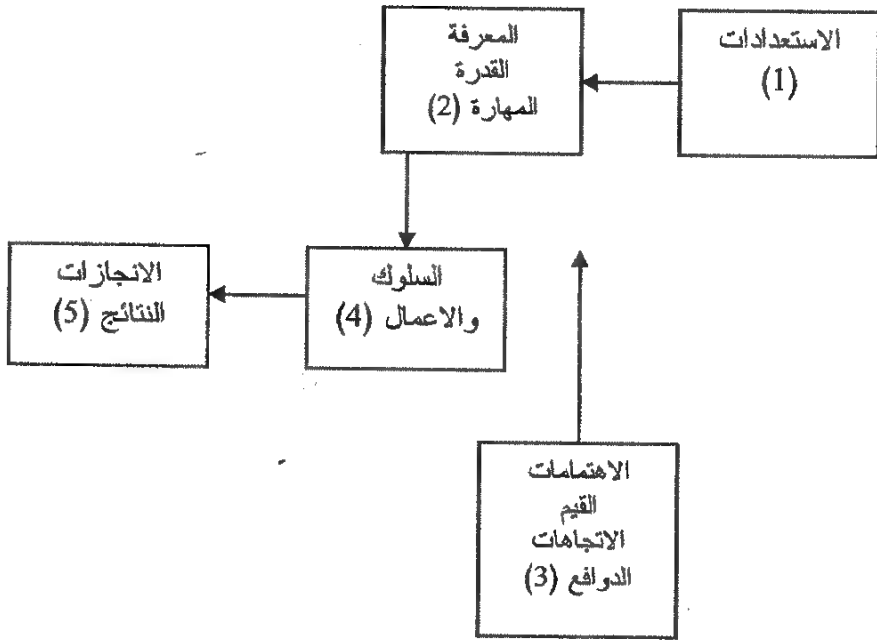 الاستعدادات
(1)
المعرفة
القدرة
المهارة (2)
السلوك
والاعمال (4)
الانجازات
النتائج (5)
الاهتمامات
القيم
الاتجاهات
الدوافع (3)